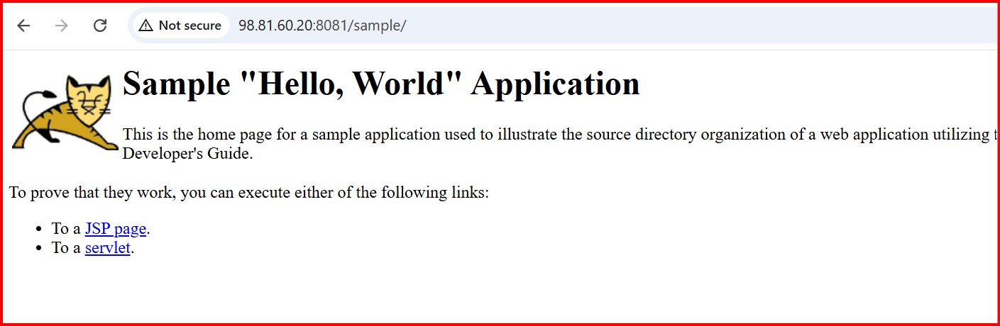 Not secure 98.81.60.20:8081/sample/
Sample "Hello, World" Application
This is the home page for a sample application used to illustrate the source directory organization of a web application utilizing
Developer's Guide.
To prove that they work, you can execute either of the following links:
• To a JSP page.
• To a servlet.